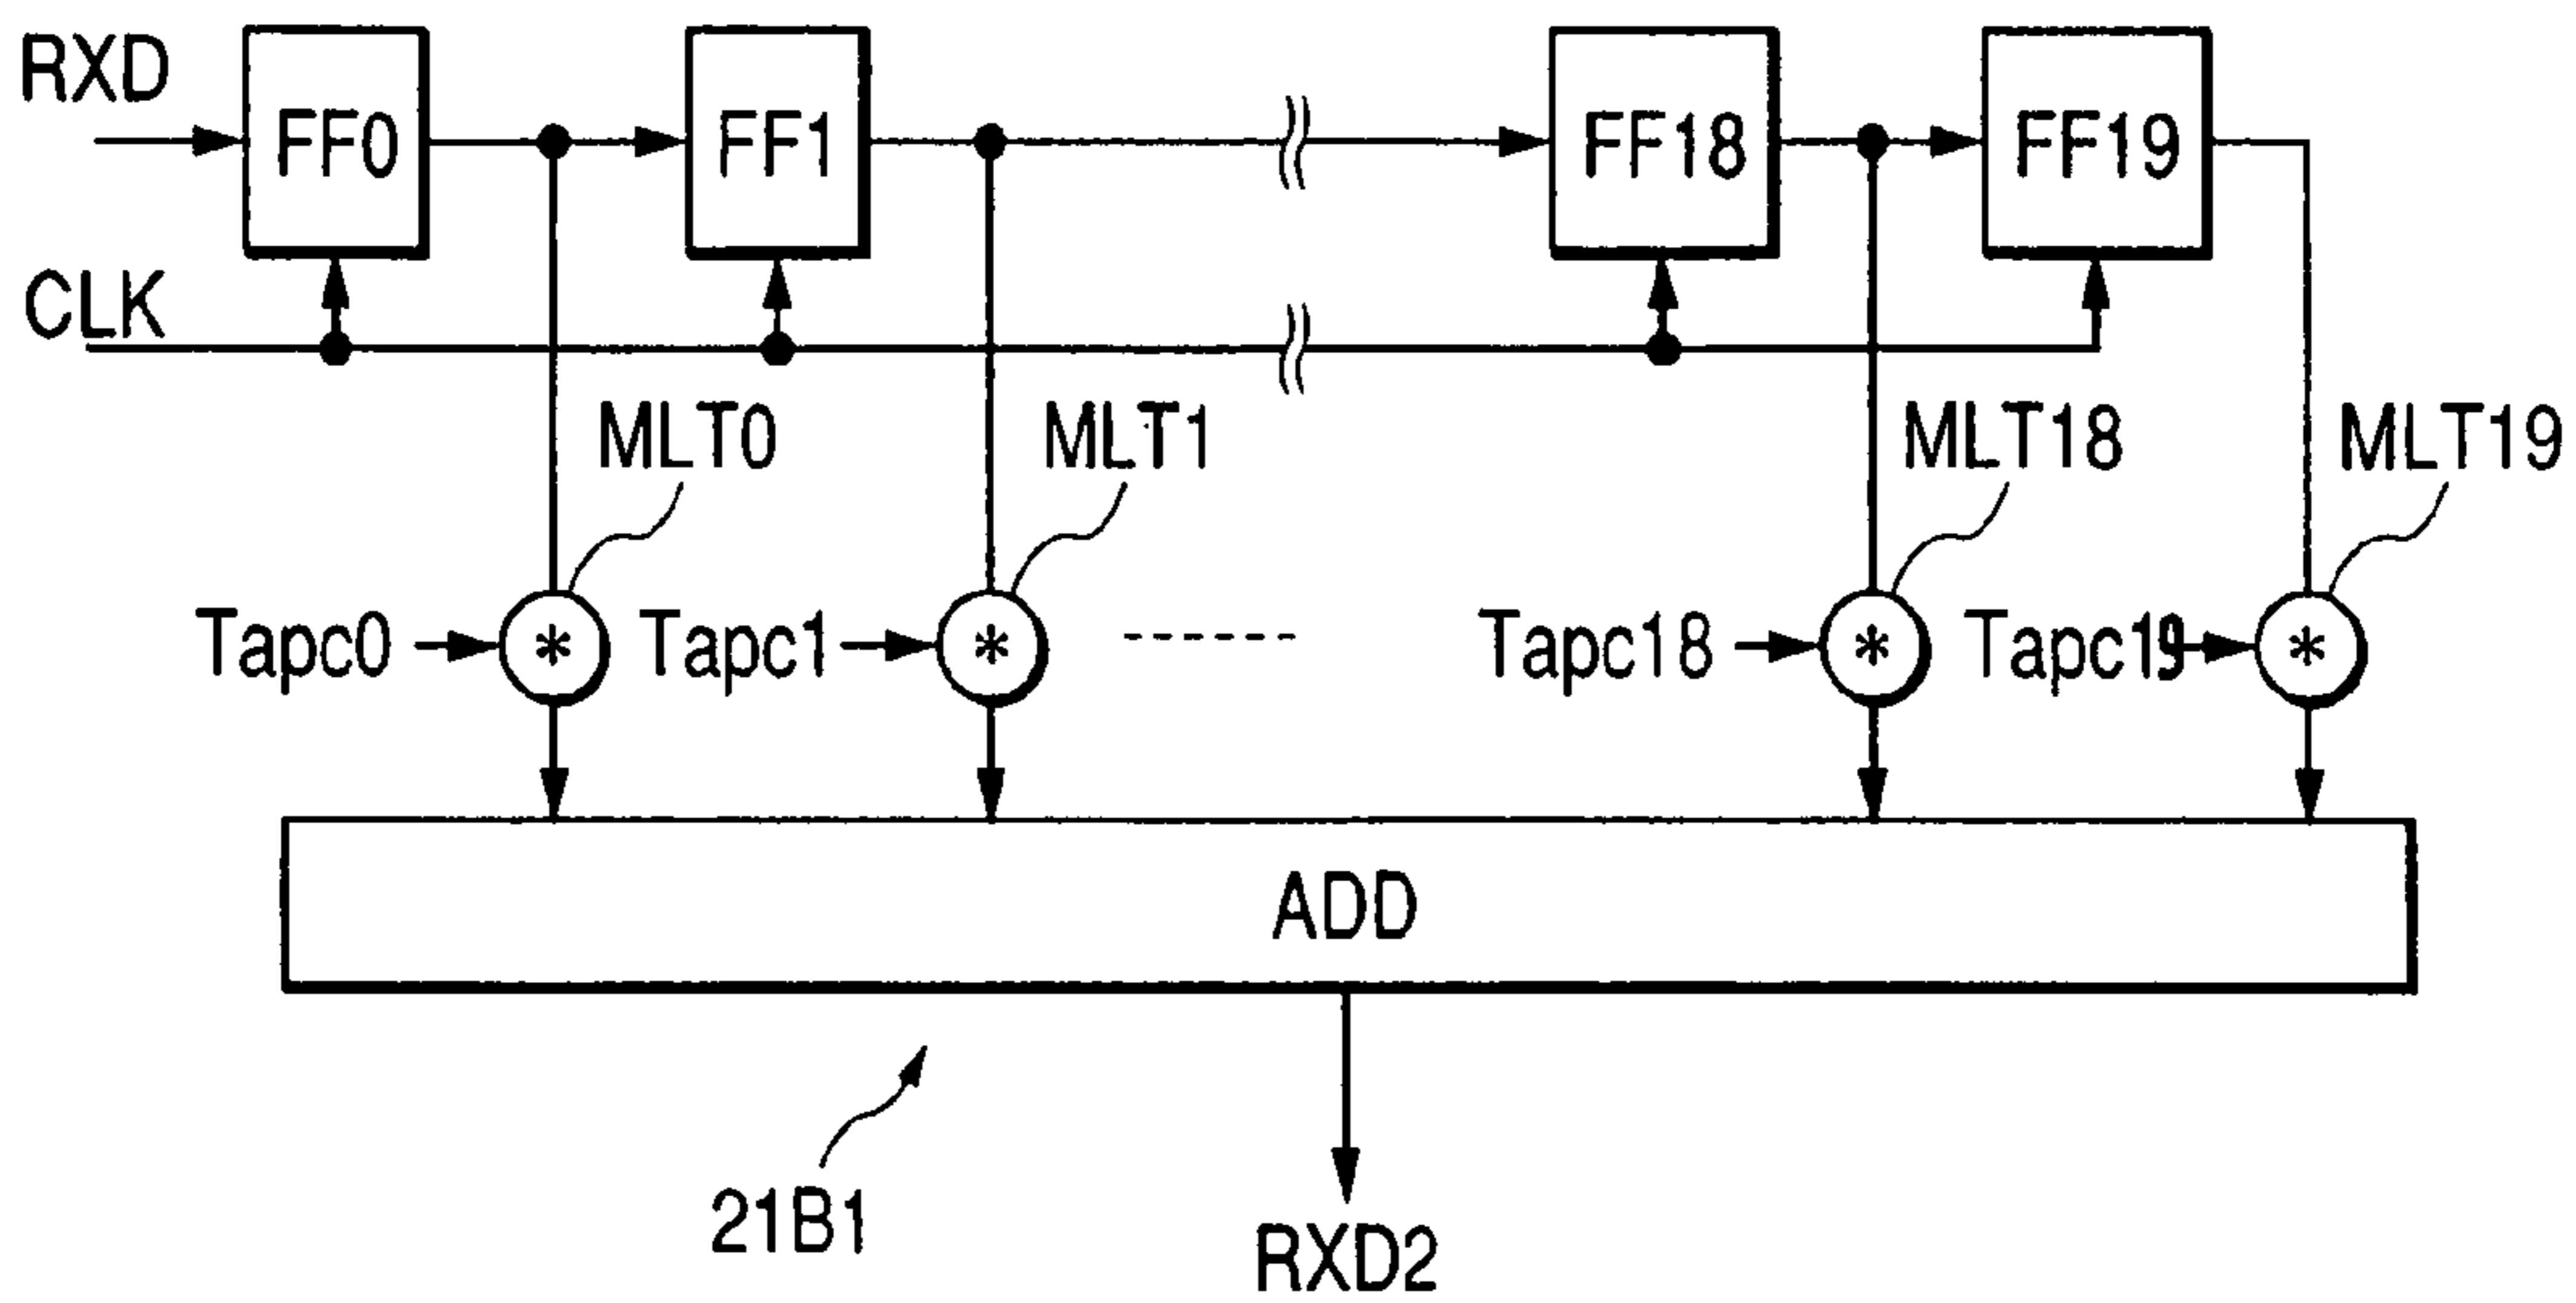 RXD
FF0
FF1
FF18
FF19
CLK
MLT0
MLT1
MLT18
MLT19
Tapc0
*
Tapc1
*
Tapc18
*
Tapc19
*
ADD
21B1
RXD2